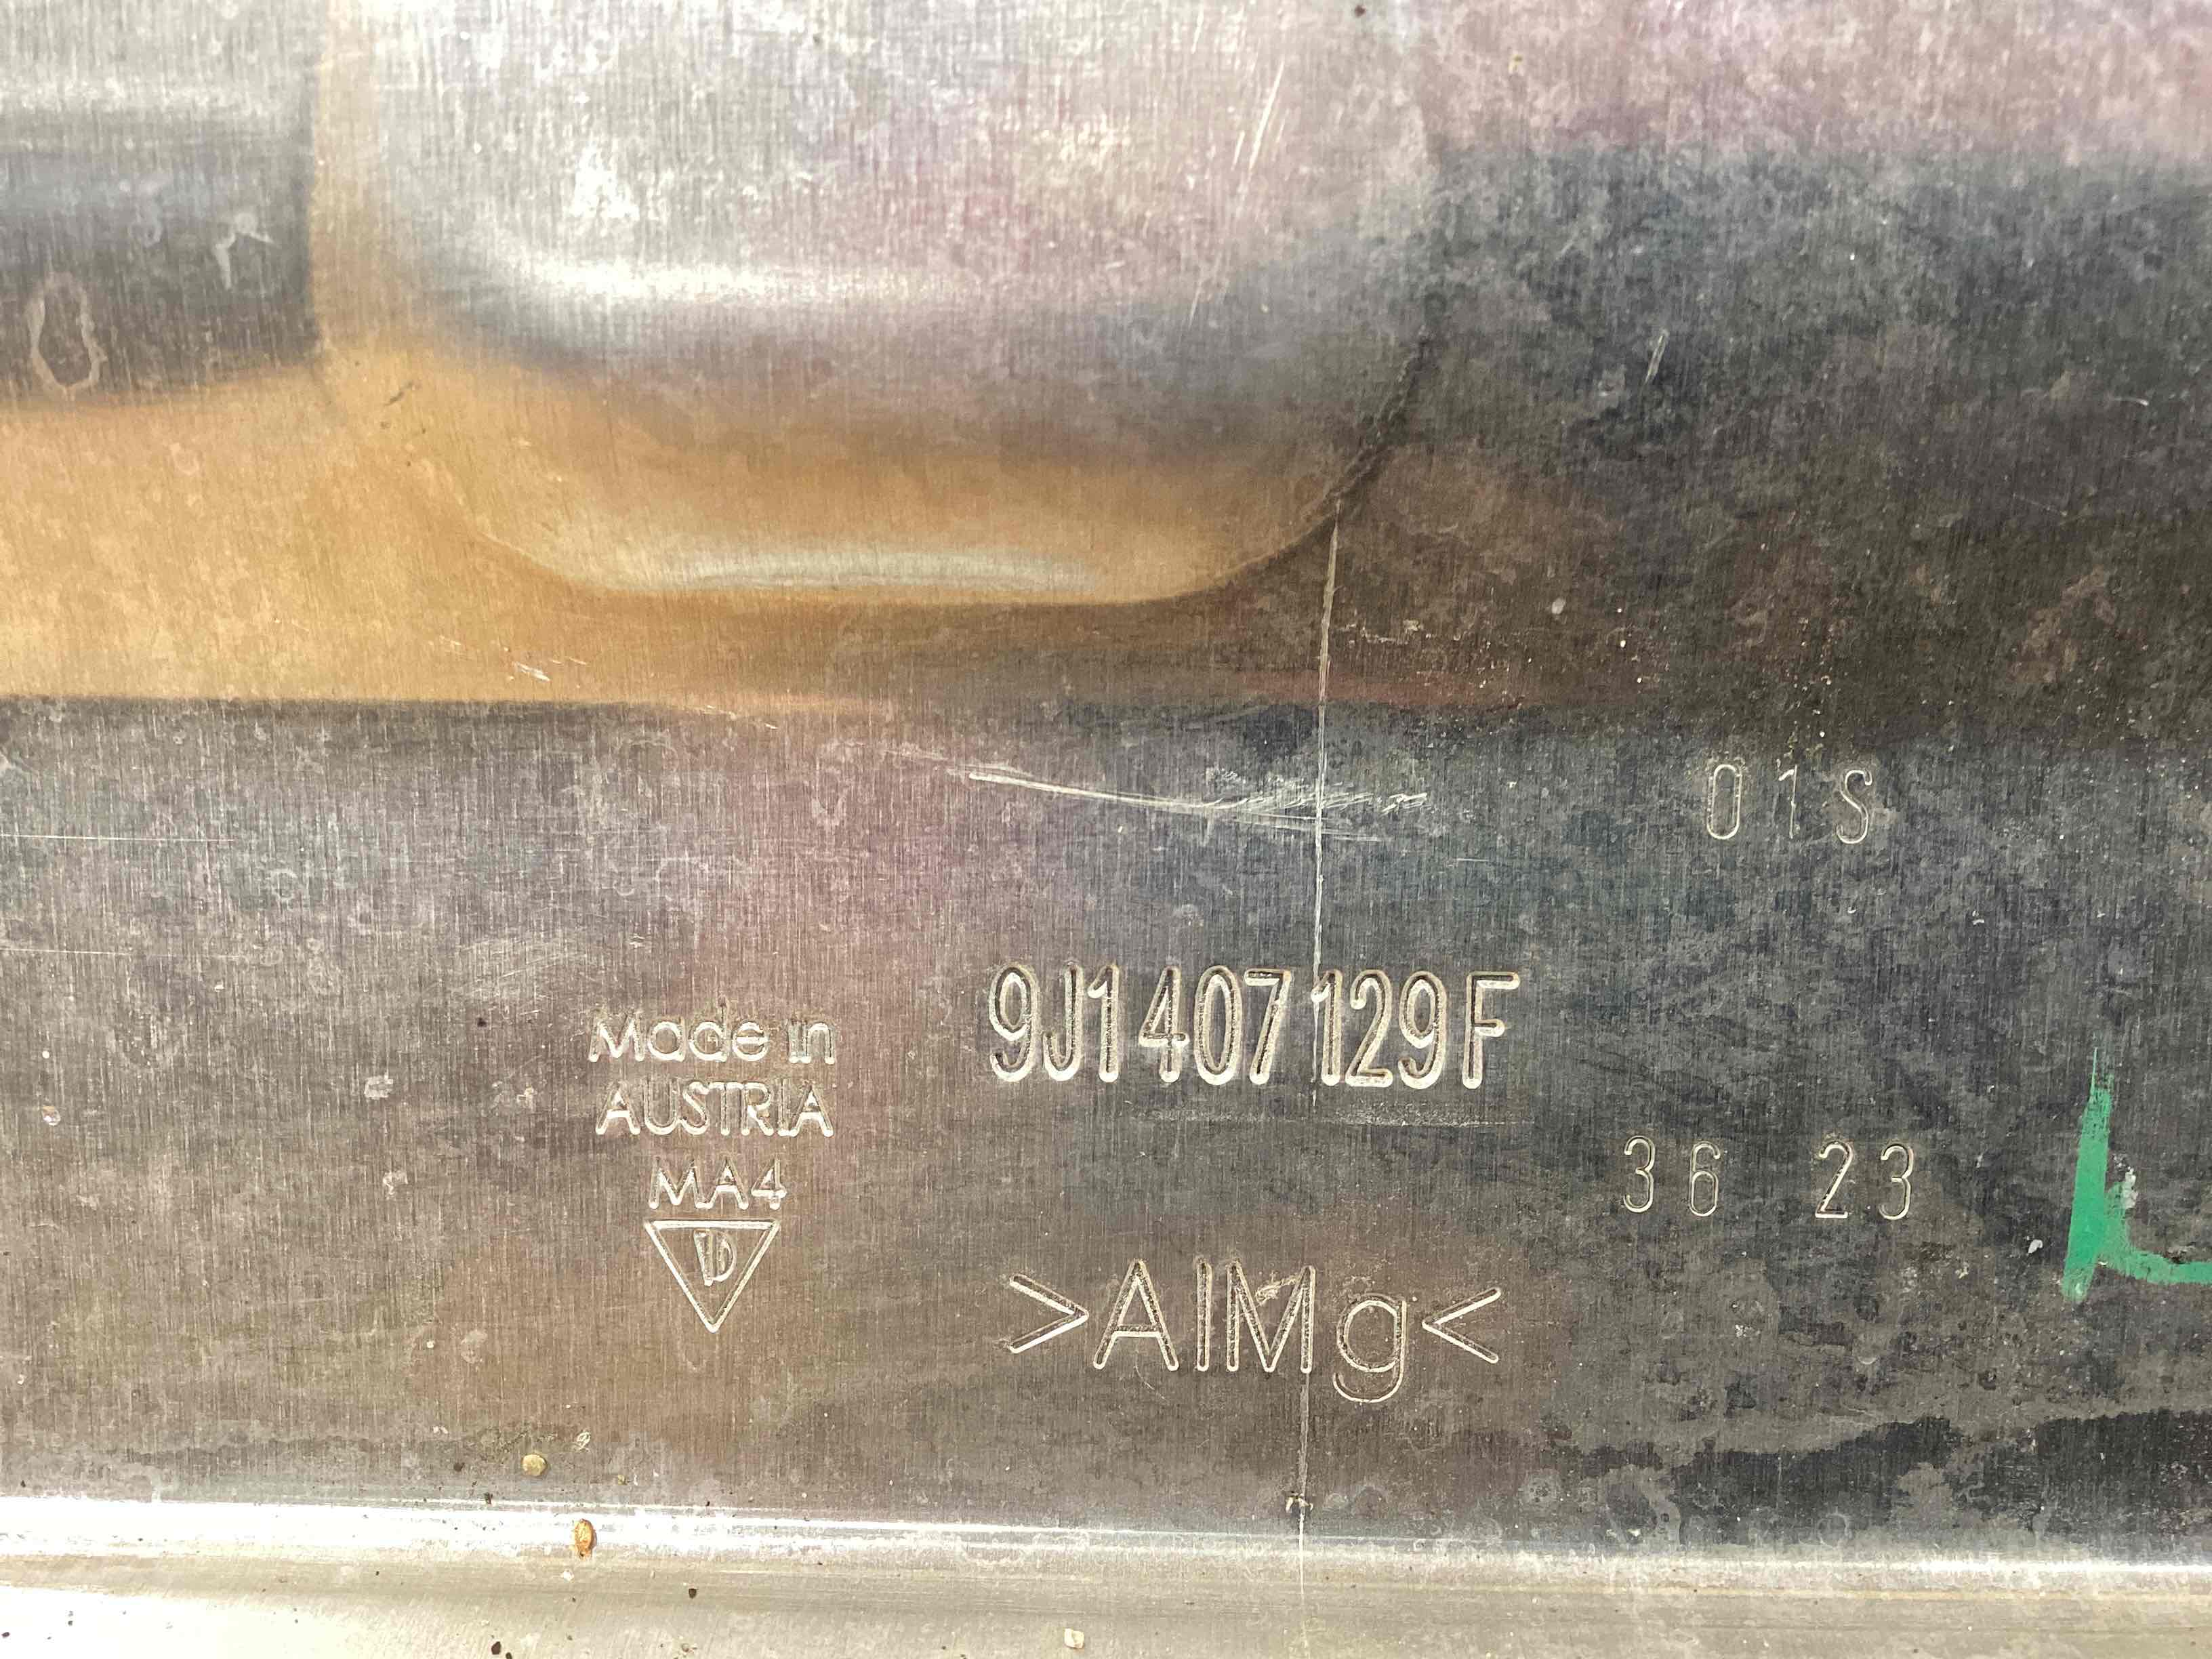 01S
9J1 407 129 F
Made in
AUSTRIA
MA4
36 23
>AlMg<